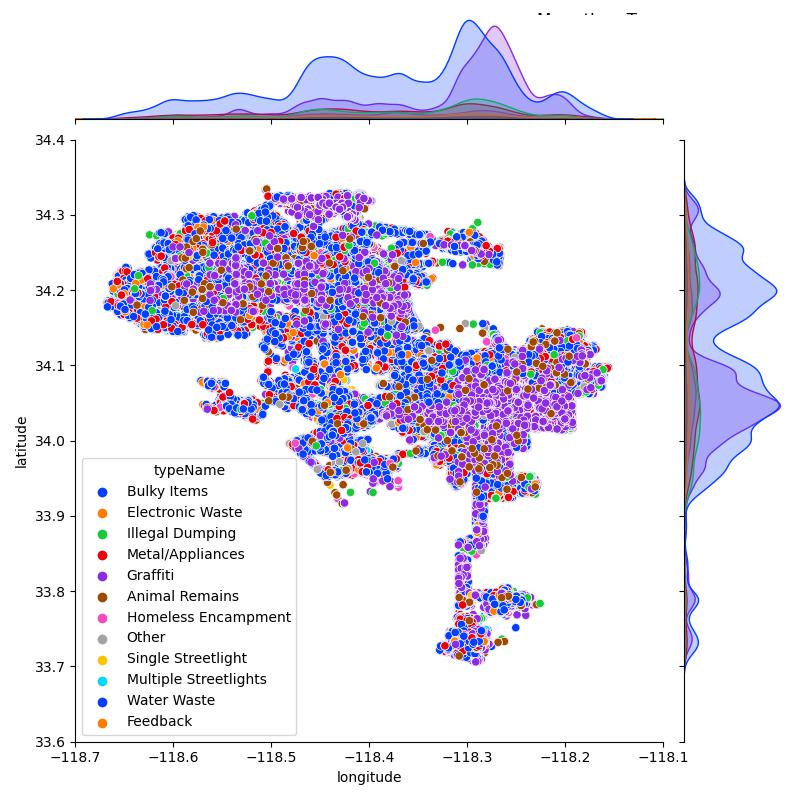 34.4
34.3
34.2
34.1
34.0
33.9
33.8
33.7
33.6
latitude
typeName
Bulky Items
Electronic Waste
Illegal Dumping
Metal/Appliances
Graffiti
Animal Remains
Homeless Encampment
Other
Single Streetlight
Multiple Streetlights
Water Waste
Feedback
−118.7 −118.6 −118.5 −118.4 −118.3 −118.2 −118.1
longitude